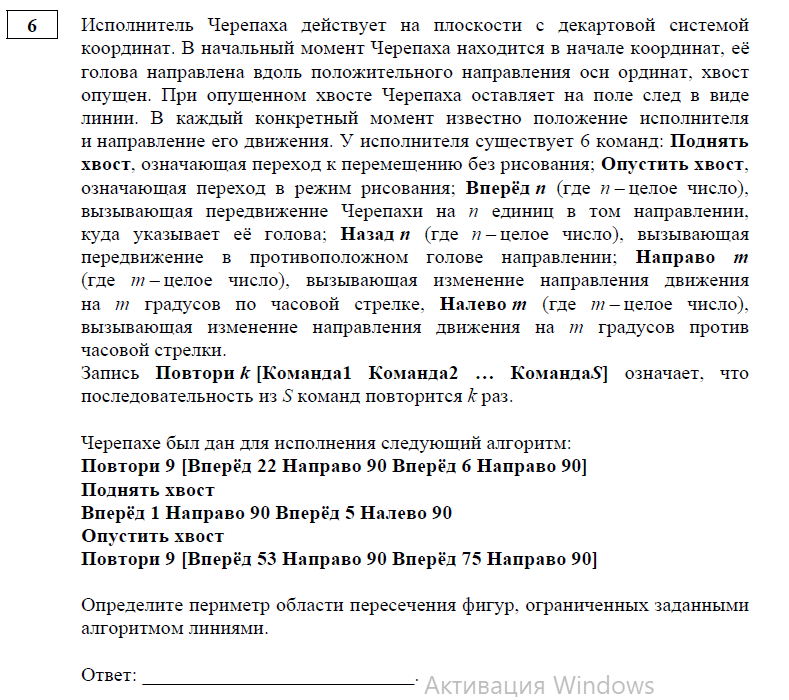 6
Исполнитель Черепаха действует на плоскости с декартовой системой
координат. В начальный момент Черепаха находится в начале координат, её
голова направлена вдоль положительного направления оси ординат, хвост
опущен. При опущенном хвосте Черепаха оставляет на поле след в виде
линии. В каждый конкретный момент известно положение исполнителя
и направление его движения. У исполнителя существует 6 команд: Поднять
хвост, означающая переход к перемещению без рисования; Опустить хвост,
означающая переход в режим рисования; Вперёд n (где n – целое число),
вызывающая передвижение Черепахи на n единиц в том направлении,
куда указывает её голова; Назад n (где n – целое число), вызывающая
передвижение в противоположном голове направлении; Направо m
(где m – целое число), вызывающая изменение направления движения
на m градусов по часовой стрелке, Налево m (где m – целое число),
вызывающая изменение направления движения на m градусов против
часовой стрелки.
Запись Повтори k [Команда1 Команда2 … КомандаS] означает, что
последовательность из S команд повторится k раз.
Черепахе был дан для исполнения следующий алгоритм:
Повтори 9 [Вперёд 22 Направо 90 Вперёд 6 Направо 90]
Поднять хвост
Вперёд 1 Направо 90 Вперёд 5 Налево 90
Опустить хвост
Повтори 9 [Вперёд 53 Направо 90 Вперёд 75 Направо 90]
Определите периметр области пересечения фигур, ограниченных заданными
алгоритмом линиями.
Ответ: ____________________________.
Активация Windows